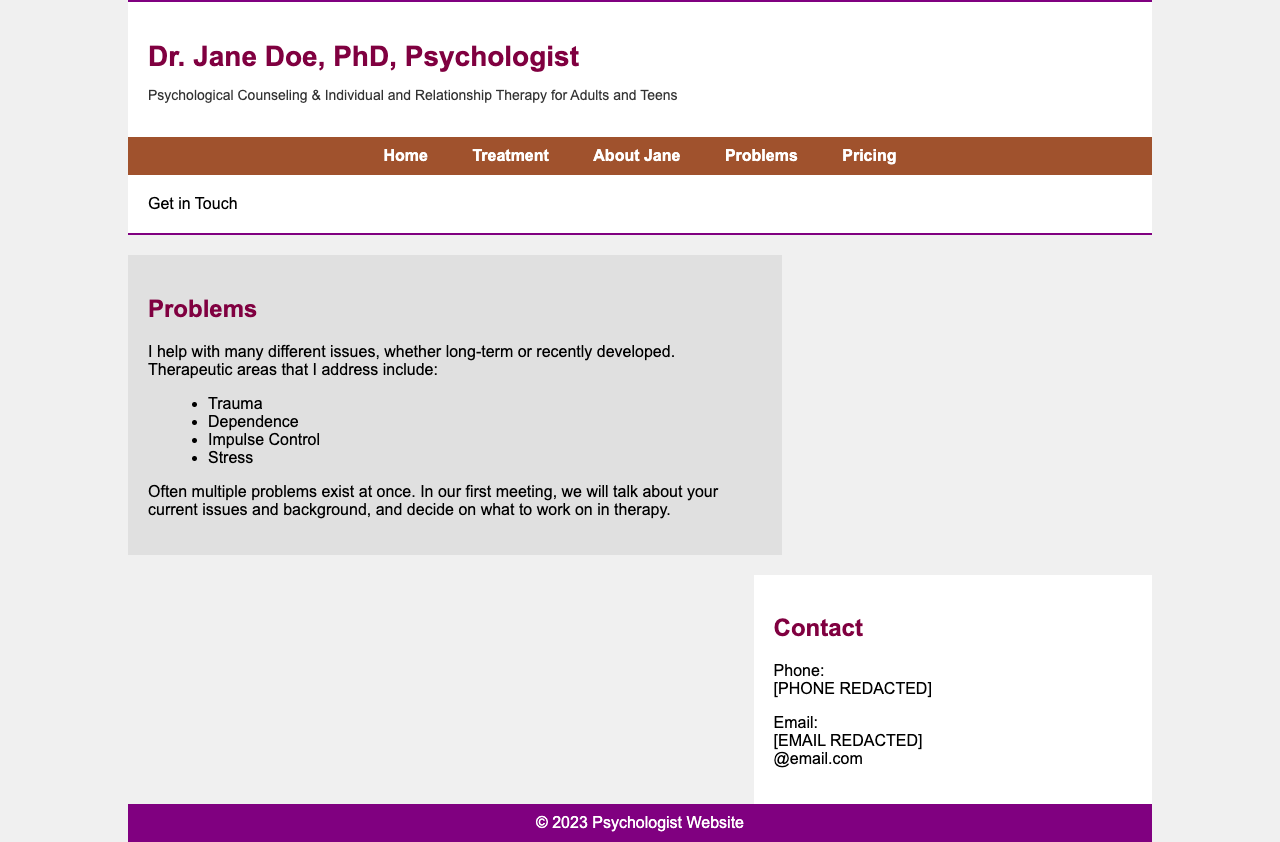 Dr. Jane Doe, PhD, Psychologist
Psychological Counseling & Individual and Relationship Therapy for Adults and Teens
Home Treatment About Jane Problems Pricing
Get in Touch
Problems
I help with many different issues, whether long-term or recently developed.
Therapeutic areas that I address include:
• Trauma
• Dependence
• Impulse Control
• Stress
Often multiple problems exist at once. In our first meeting, we will talk about your
current issues and background, and decide on what to work on in therapy.
Contact
Phone:
[PHONE REDACTED]
Email:
[EMAIL REDACTED]
@email.com
© 2023 Psychologist Website